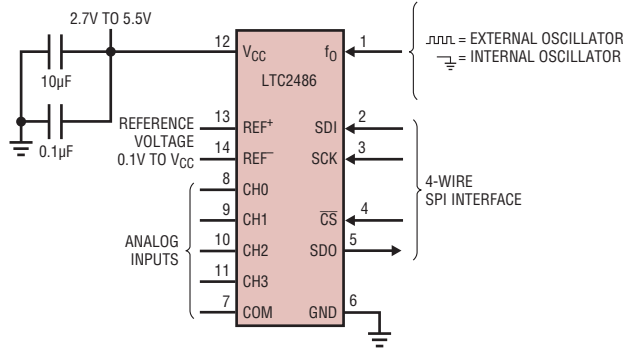 2.7V TO 5.5V
10µF
0.1µF
REFERENCE
VOLTAGE
0.1V TO VCC
ANALOG
INPUTS
12
13
14
8
9
10
11
7
VCC
fO
LTC2486
REF+
SDI
REF–
SCK
CH0
CH1
CS
CH2
SDO
CH3
COM
GND
1
2
3
4
5
6
= EXTERNAL OSCILLATOR
= INTERNAL OSCILLATOR
4-WIRE
SPI INTERFACE